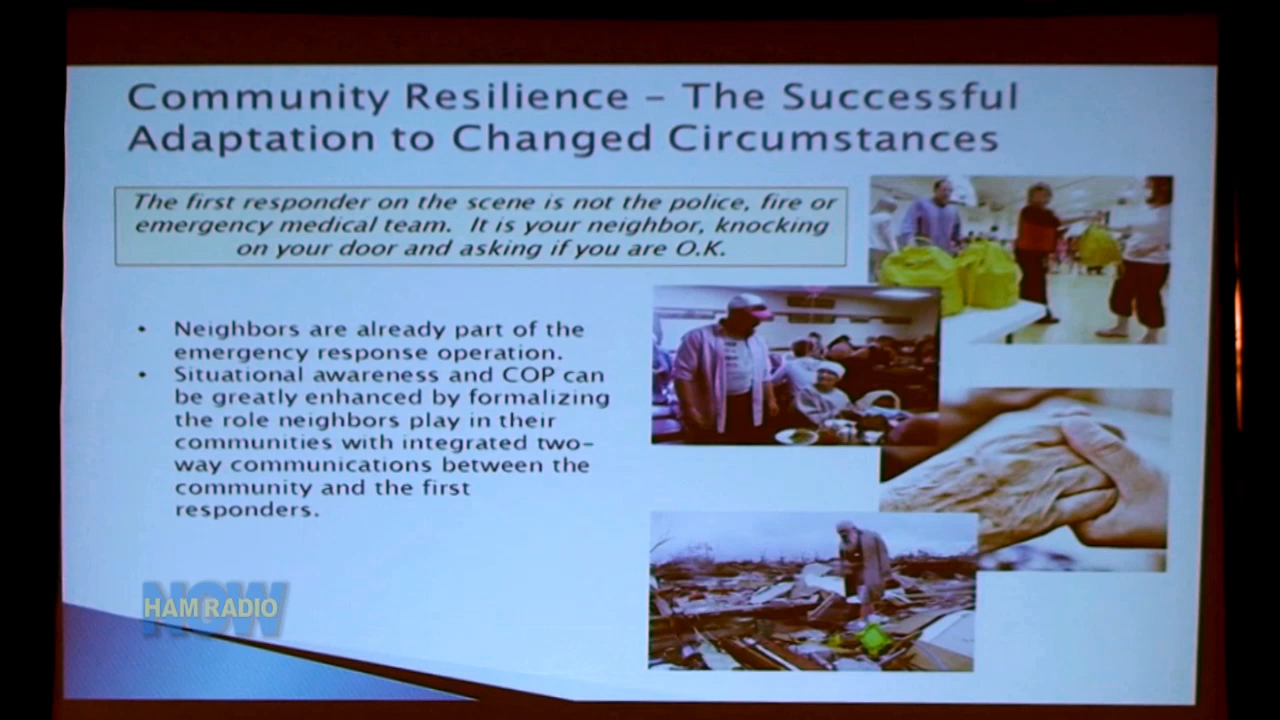 Community Resilience – The Successful
Adaptation to Changed Circumstances
The first responder on the scene is not the police, fire or
emergency medical team. It is your neighbor, knocking
on your door and asking if you are O.K.
• Neighbors are already part of the
emergency response operation.
• Situational awareness and COP can
be greatly enhanced by formalizing
the role neighbors play in their
communities with integrated two–
way communications between the
community and the first
responders.
NOW
HAM RADIO